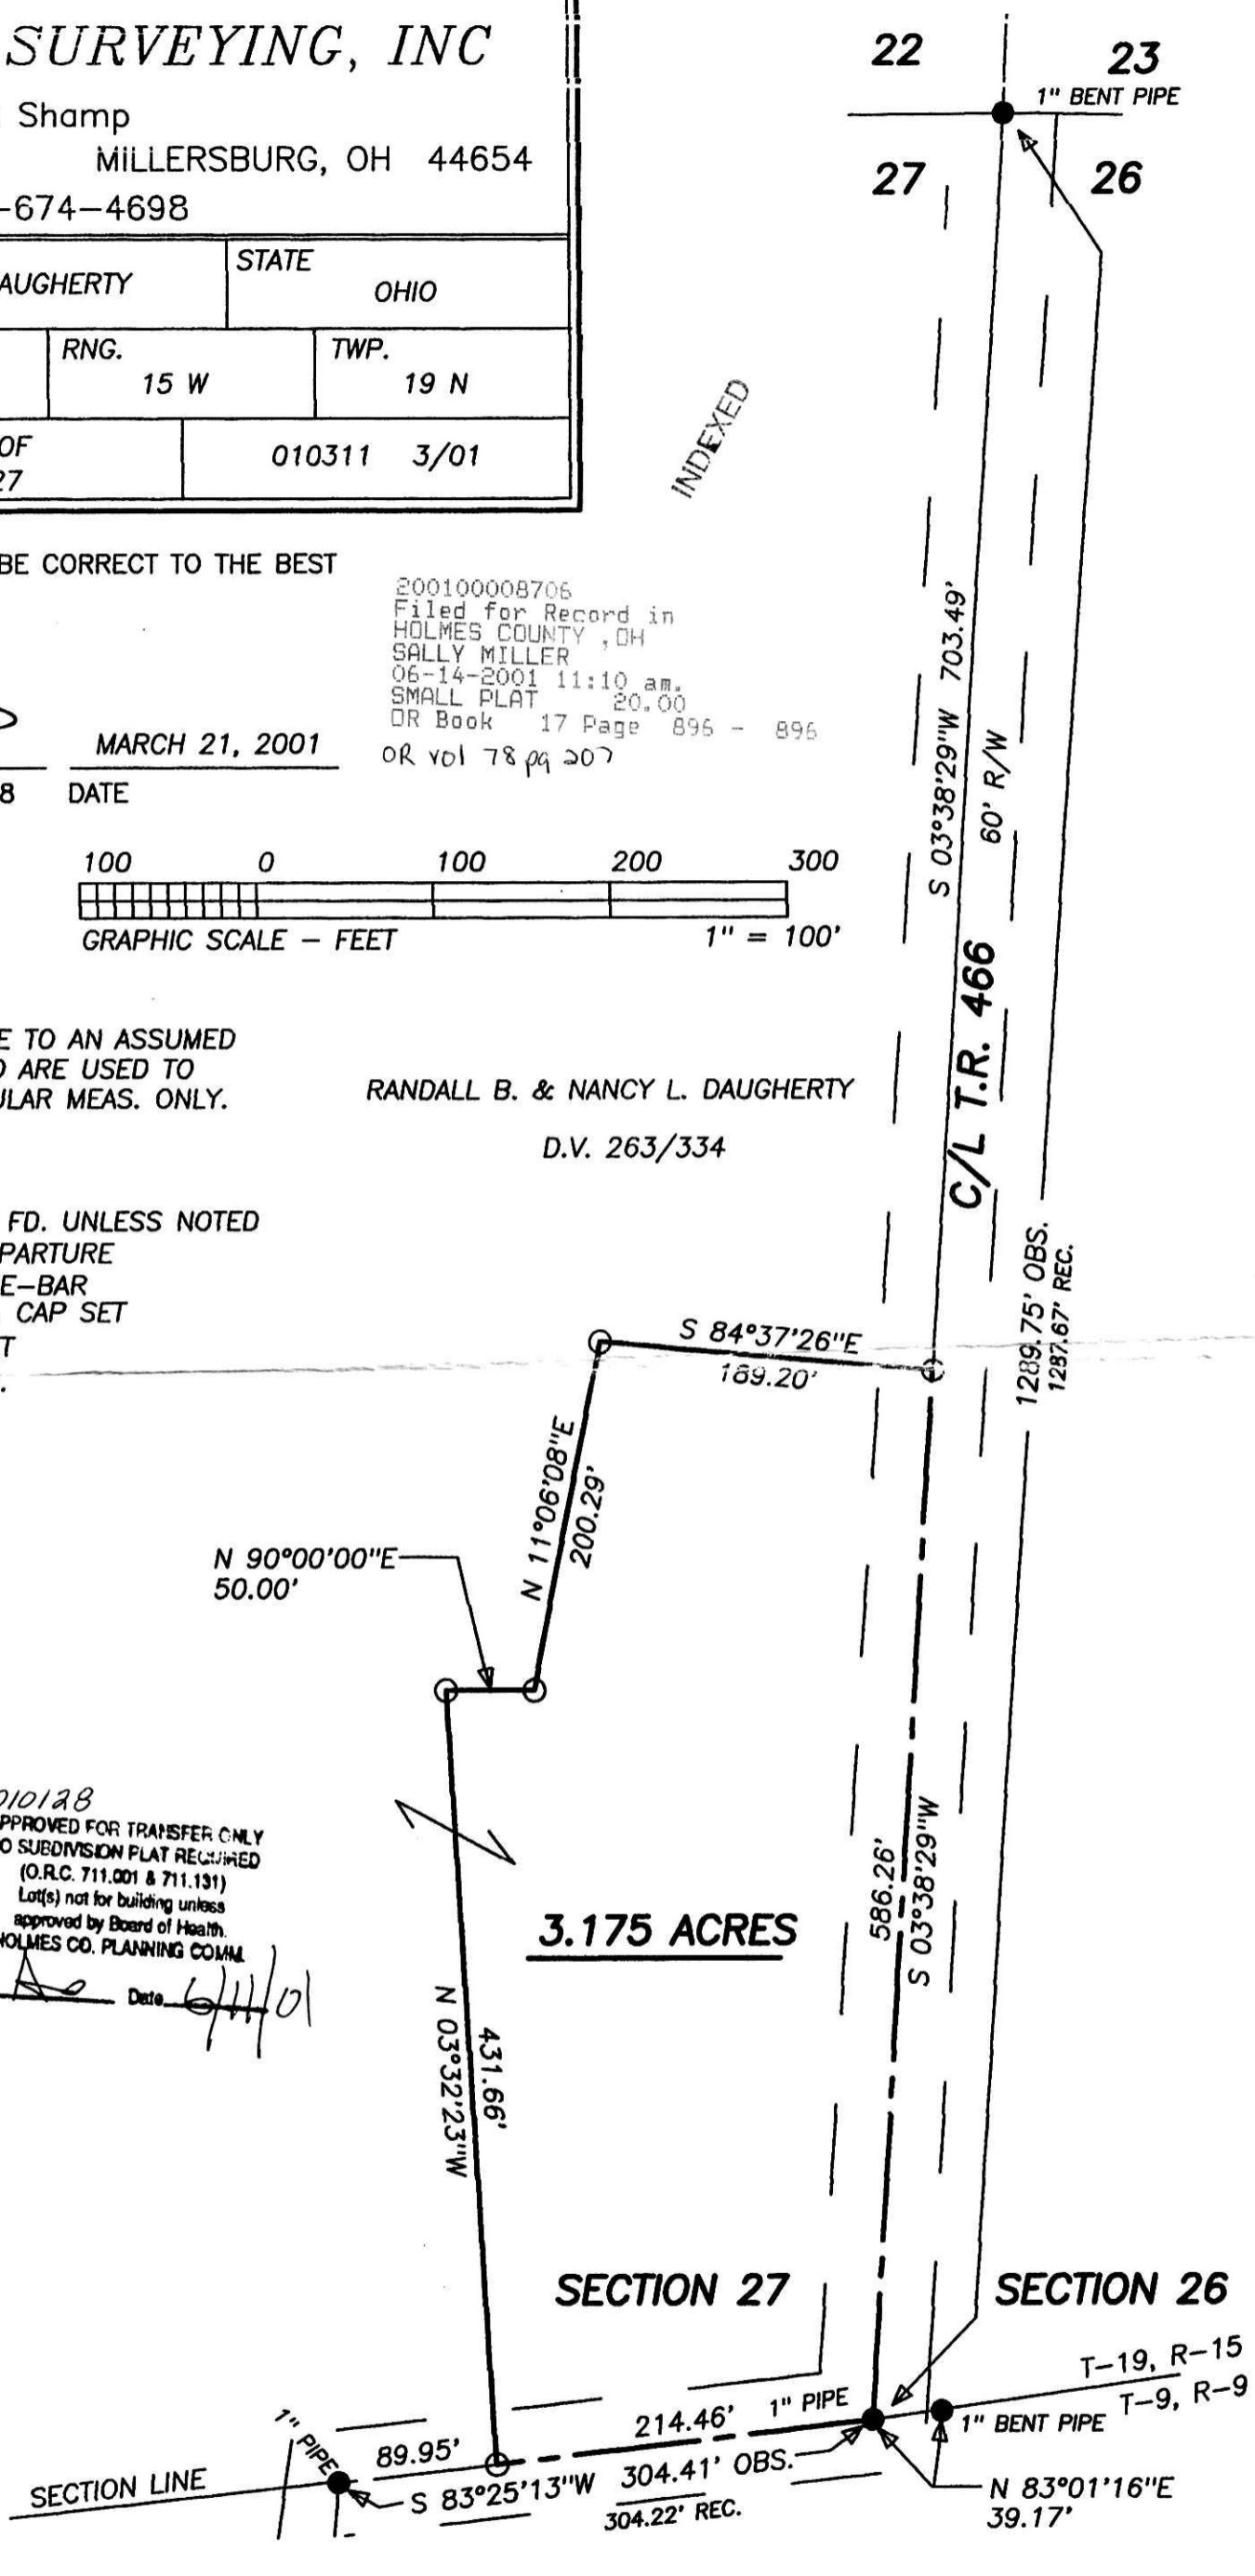 SURVEYING, INC
Shamp
MILLERSBURG, OH 44654
-674-4698
AUGHERTY
STATE
OHIO
RNG.
15 W
TWP.
19 N
OF
27
010311 3/01
BE CORRECT TO THE BEST
INDEXED
200100008706
Filed for Record in
HOLMES COUNTY , OH
SALLY MILLER
06-14-2001 11:10 am.
SMALL PLAT 20.00
OR Book 17 Page 896 - 896
OR vol 78 pg 207
MARCH 21, 2001
8 DATE
100 0 100 200 300
GRAPHIC SCALE - FEET 1" = 100'
E TO AN ASSUMED
D ARE USED TO
ULAR MEAS. ONLY.
RANDALL B. & NANCY L. DAUGHERTY
D.V. 263/334
FD. UNLESS NOTED
PARTURE
E-BAR
CAP SET
T
22
23
1" BENT PIPE
27
26
S 03°38'29"W 703.49'
60' R/W
C/L T.R. 466
1289.75' OBS.
1287.67' REC.
S 84°37'26"E
189.20'
N 11°06'08"E
200.29'
N 90°00'00"E
50.00'
010128
PPROVED FOR TRANSFER ONLY
O SUBDIVISION PLAT REQUIRED
(O.R.C. 711.001 & 711.131)
Lot(s) not for building unless
approved by Board of Health.
HOLMES CO. PLANNING COMM.
Date 6/11/01
3.175 ACRES
586.26'
S 03°38'29"W
431.66'
N 03°32'23"W
SECTION 27
SECTION 26
T-19, R-15
T-9, R-9
1" PIPE
1" BENT PIPE
214.46'
1" PIPE
89.95'
SECTION LINE
S 83°25'13"W 304.41' OBS.
304.22' REC.
N 83°01'16"E
39.17'